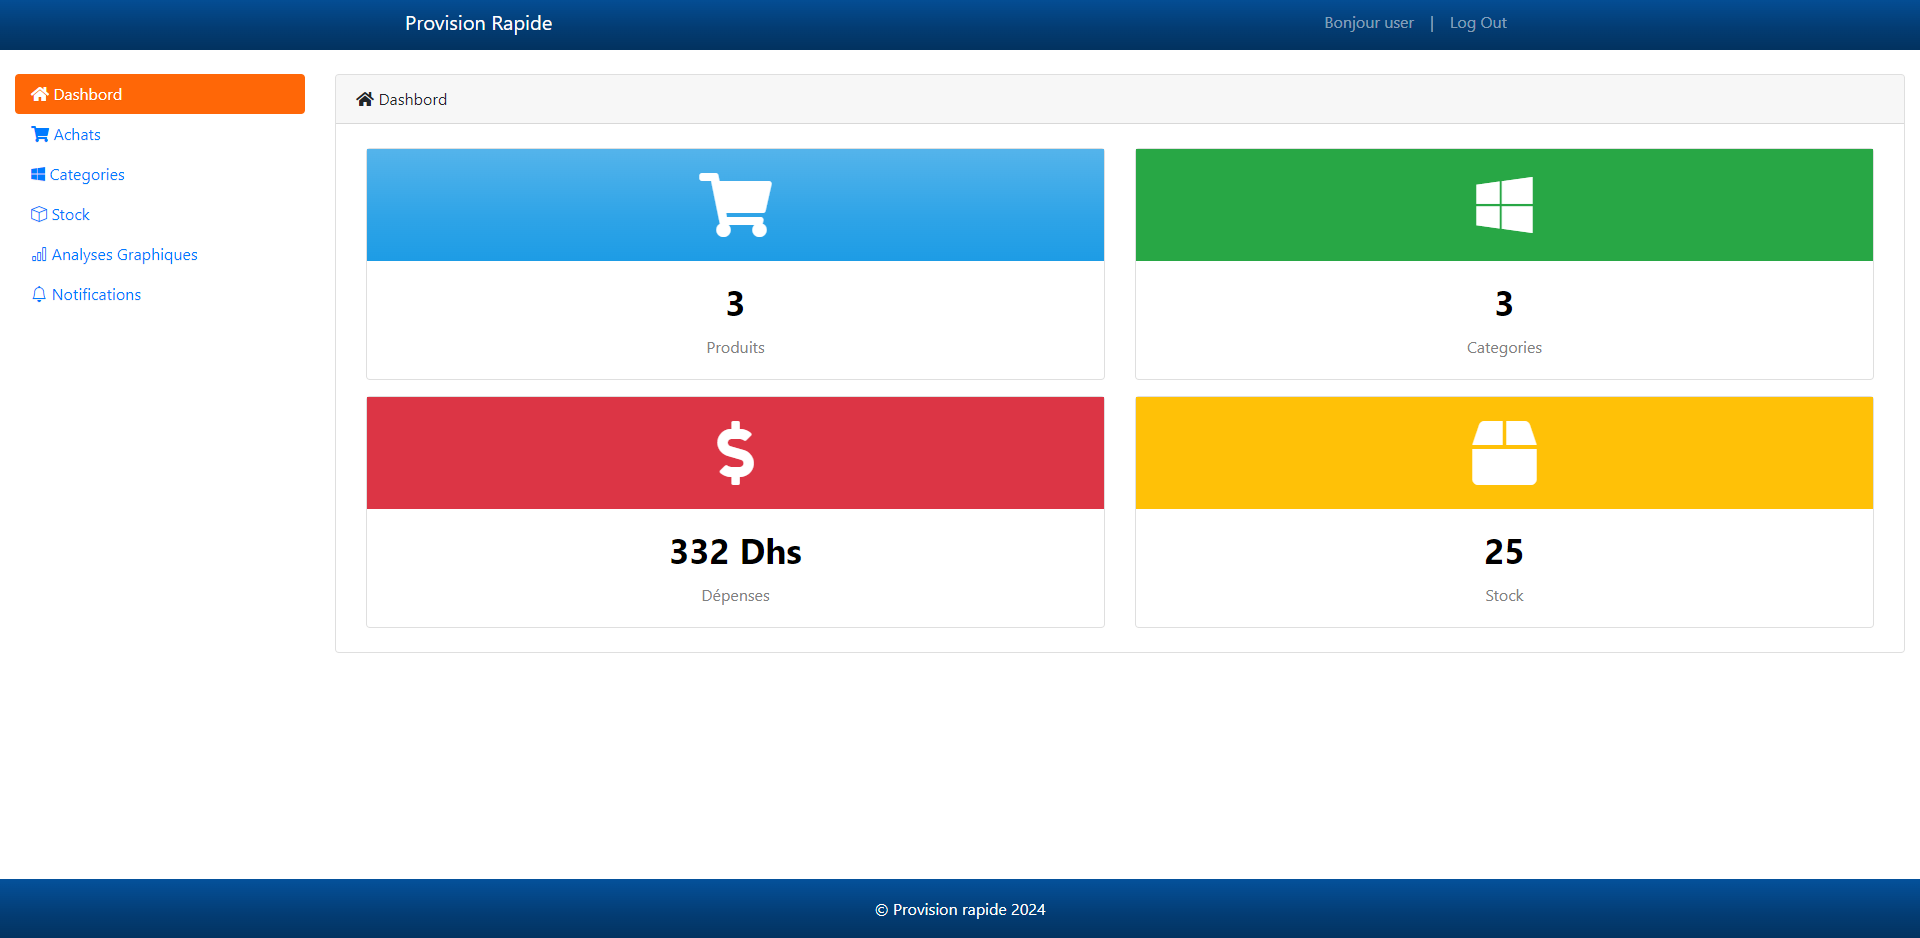 Provision Rapide
Bonjour user | Log Out
Dashbord
Achats
Categories
Stock
Analyses Graphiques
Notifications
Dashbord
3
Produits
3
Categories
332 Dhs
Dépenses
25
Stock
© Provision rapide 2024